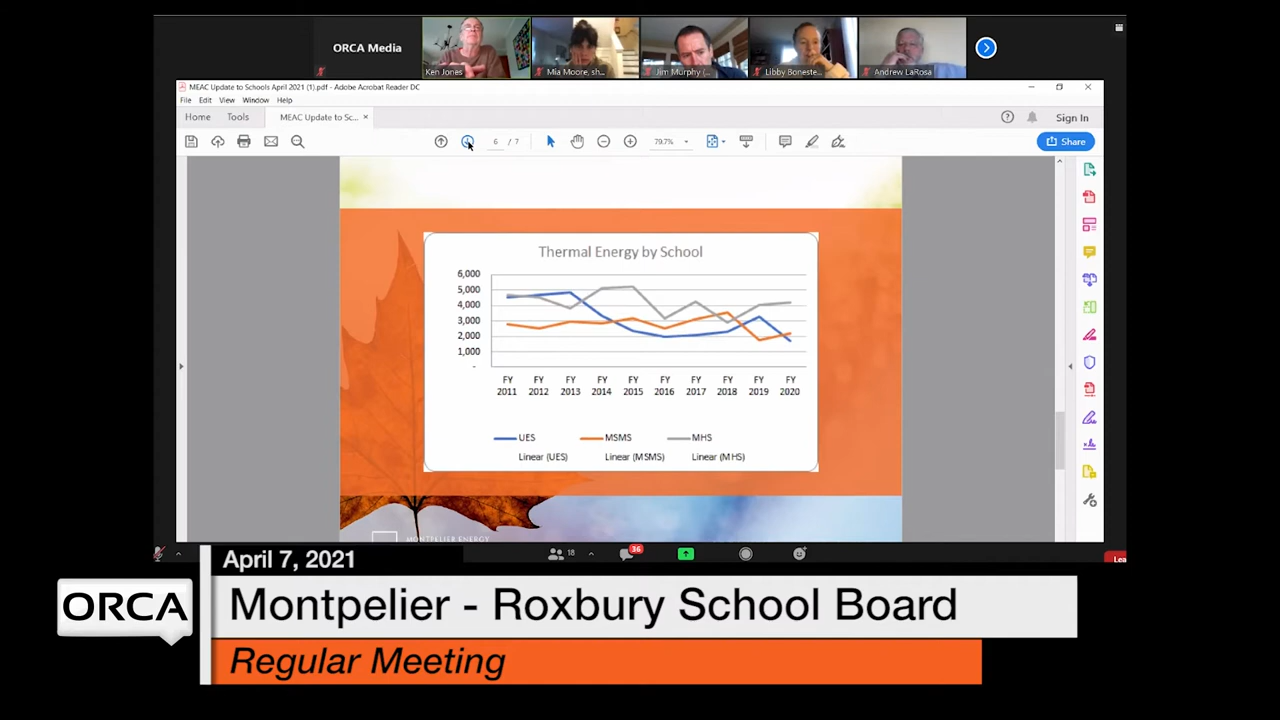 ORCA Media
Ken Jones
Mia Moore, sh...
Jim Murphy (...
Libby Boneste...
Andrew LaRosa
MEAC Update to Schools April 2021 (1).pdf - Adobe Acrobat Reader DC
File Edit View Window Help
Home Tools MEAC Update to Sc... × Sign In
6 / 7 79.7% Share
Thermal Energy by School
6,000
5,000
4,000
3,000
2,000
1,000
-
FY 2011 FY 2012 FY 2013 FY 2014 FY 2015 FY 2016 FY 2017 FY 2018 FY 2019 FY 2020
UES MSMS MHS
Linear (UES) Linear (MSMS) Linear (MHS)
MONTPELIER ENERGY
18 36
Lea
April 7, 2021
ORCA
Montpelier - Roxbury School Board
Regular Meeting